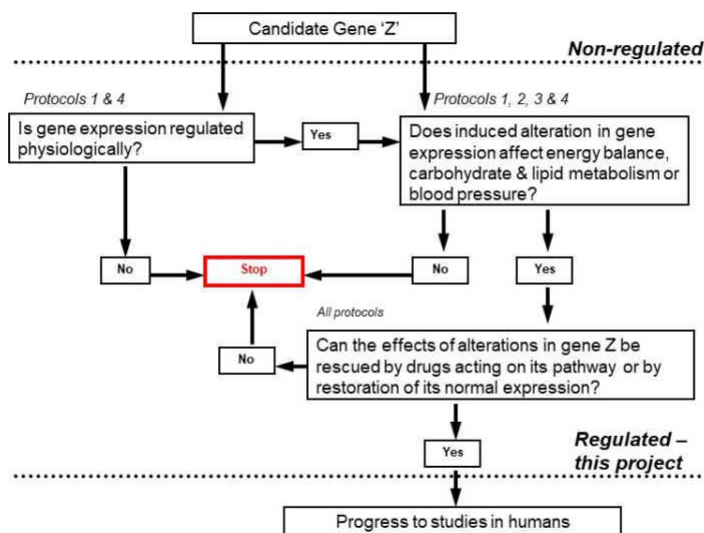 Candidate Gene ‘Z’
Non-regulated
Protocols 1 & 4
Protocols 1, 2, 3 & 4
Is gene expression regulated
physiologically?
Yes
Does induced alteration in gene
expression affect energy balance,
carbohydrate & lipid metabolism or
blood pressure?
No
Stop
No
Yes
All protocols
Can the effects of alterations in gene Z be
rescued by drugs acting on its pathway or by
restoration of its normal expression?
No
Yes
Regulated –
this project
Progress to studies in humans